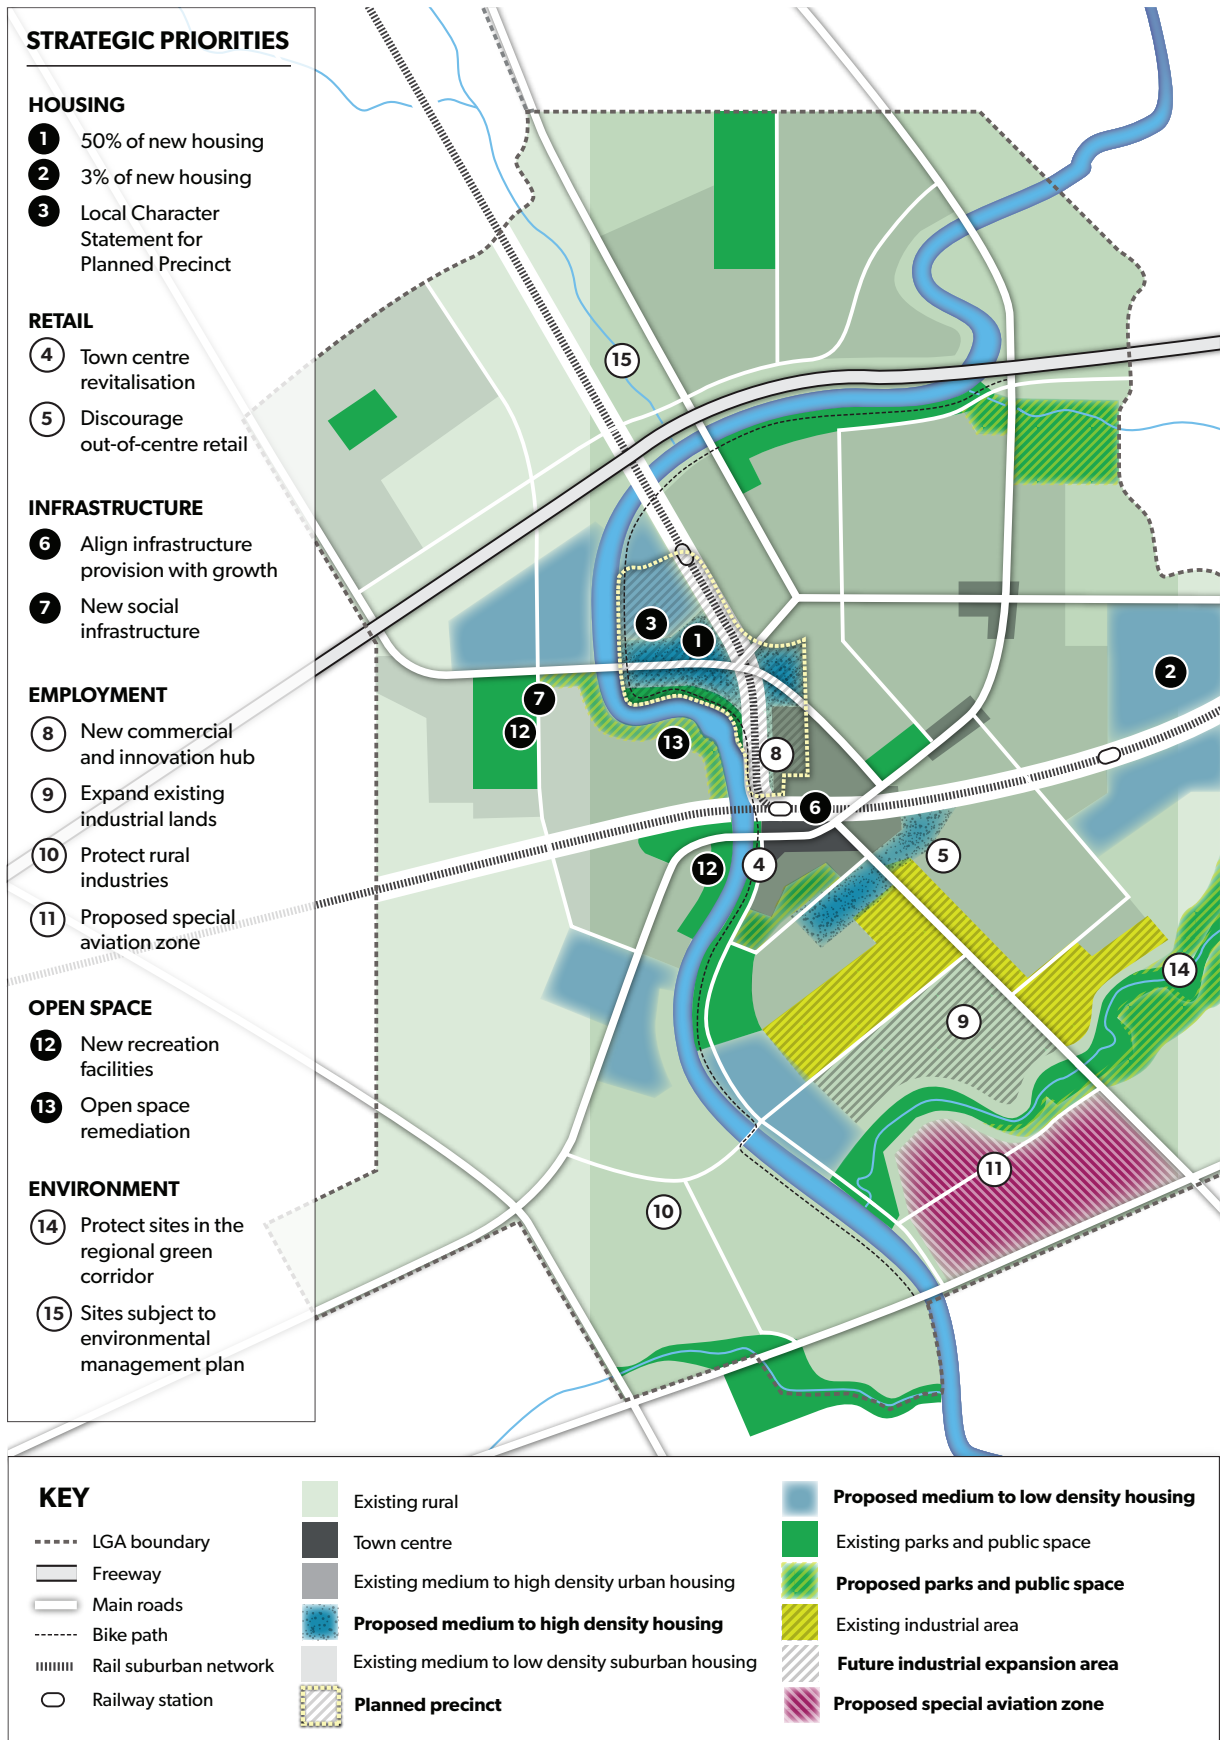 STRATEGIC PRIORITIES
HOUSING
1 50% of new housing
2 3% of new housing
3 Local Character
Statement for
Planned Precinct
RETAIL
4 Town centre
revitalisation
5 Discourage
out-of-centre retail
INFRASTRUCTURE
6 Align infrastructure
provision with growth
7 New social
infrastructure
EMPLOYMENT
8 New commercial
and innovation hub
9 Expand existing
industrial lands
10 Protect rural
industries
11 Proposed special
aviation zone
OPEN SPACE
12 New recreation
facilities
13 Open space
remediation
ENVIRONMENT
14 Protect sites in the
regional green
corridor
15 Sites subject to
environmental
management plan
15
3
1
2
7
12
13
8
6
4
12
5
14
9
11
10
KEY
LGA boundary
Freeway
Main roads
Bike path
Rail suburban network
Railway station
Existing rural
Town centre
Existing medium to high density urban housing
Proposed medium to high density housing
Existing medium to low density suburban housing
Planned precinct
Proposed medium to low density housing
Existing parks and public space
Proposed parks and public space
Existing industrial area
Future industrial expansion area
Proposed special aviation zone